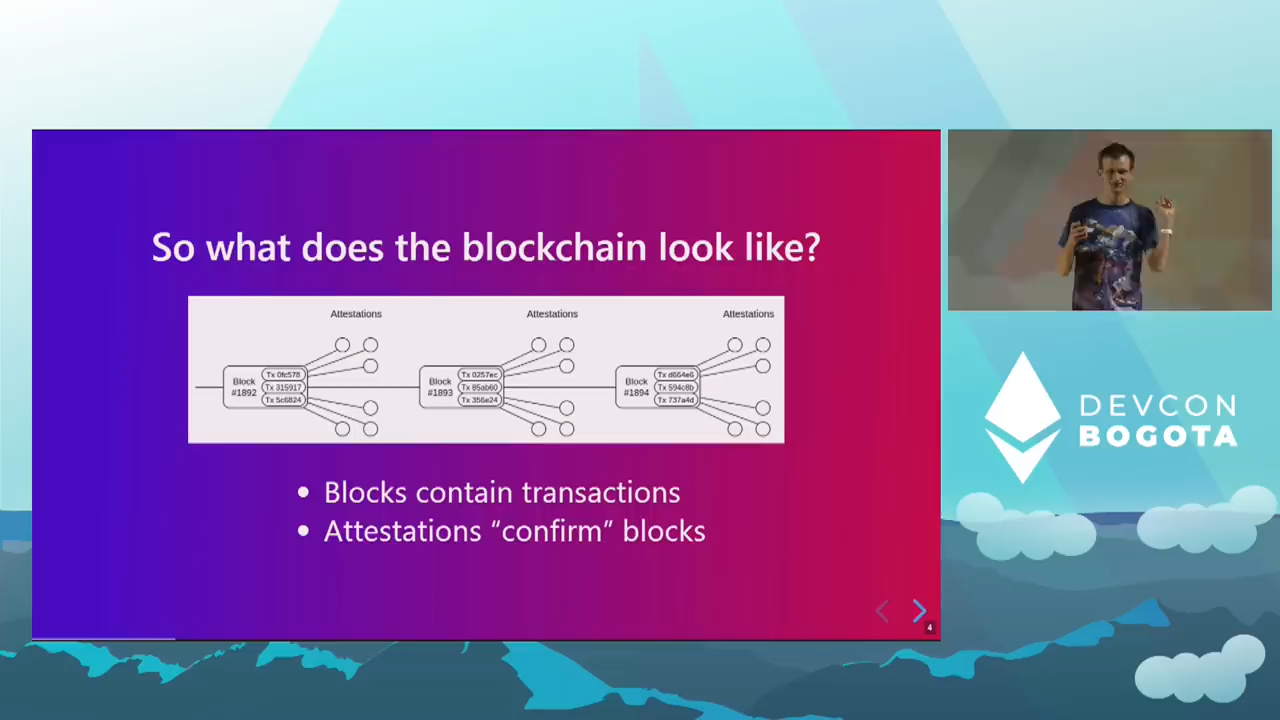 So what does the blockchain look like?
Attestations
Attestations
Attestations
Block
#1892
Tx 0fc578
Tx 315917
Tx 5c6824
Block
#1893
Tx 0257ec
Tx 85ab60
Tx 356e24
Block
#1894
Tx d664e6
Tx 594c8b
Tx 737a4d
• Blocks contain transactions
• Attestations “confirm” blocks
4
DEVCON
BOGOTA